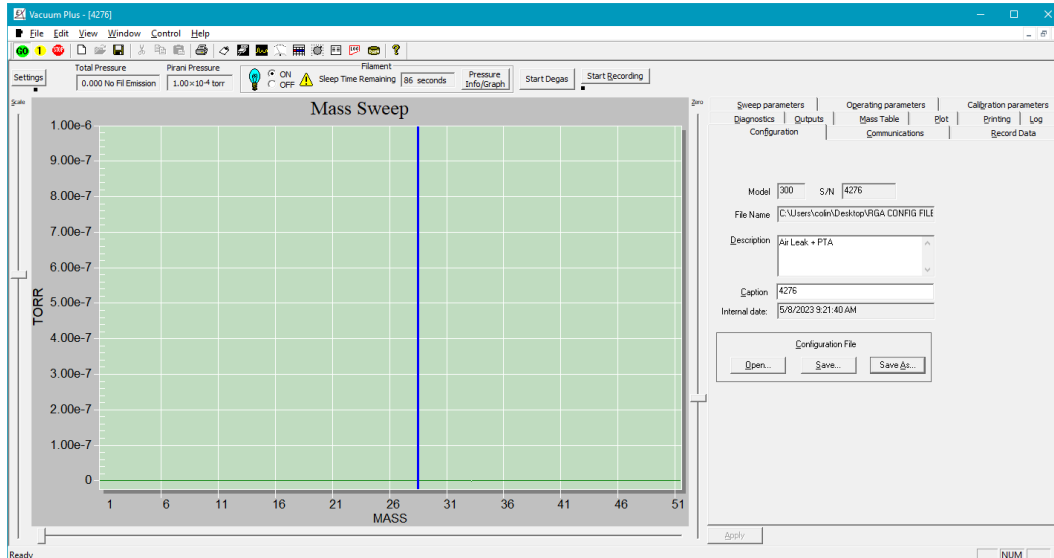 Vacuum Plus - [4276]
File Edit View Window Control Help
GO 1 STOP LOG ?
Settings
Total Pressure
0.000 No Fil Emission
Pirani Pressure
1.00×10-4 torr
Filament
ON
OFF
Sleep Time Remaining 86 seconds
Pressure
Info/Graph
Start Degas
Start Recording
Scale
Mass Sweep
Zero
1.00e-6
9.00e-7
8.00e-7
7.00e-7
6.00e-7
5.00e-7
4.00e-7
3.00e-7
2.00e-7
1.00e-7
0
TORR
1 6 11 16 21 26 31 36 41 46 51
MASS
Sweep parameters Operating parameters Calibration parameters
Diagnostics Outputs Mass Table Plot Printing Log
Configuration Communications Record Data
Model 300 S/N 4276
File Name C:\Users\colin\Desktop\RGA CONFIG FILE
Description Air Leak + PTA
Caption 4276
Internal date: 5/8/2023 9:21:40 AM
Configuration File
Open... Save... Save As...
Apply
Ready NUM